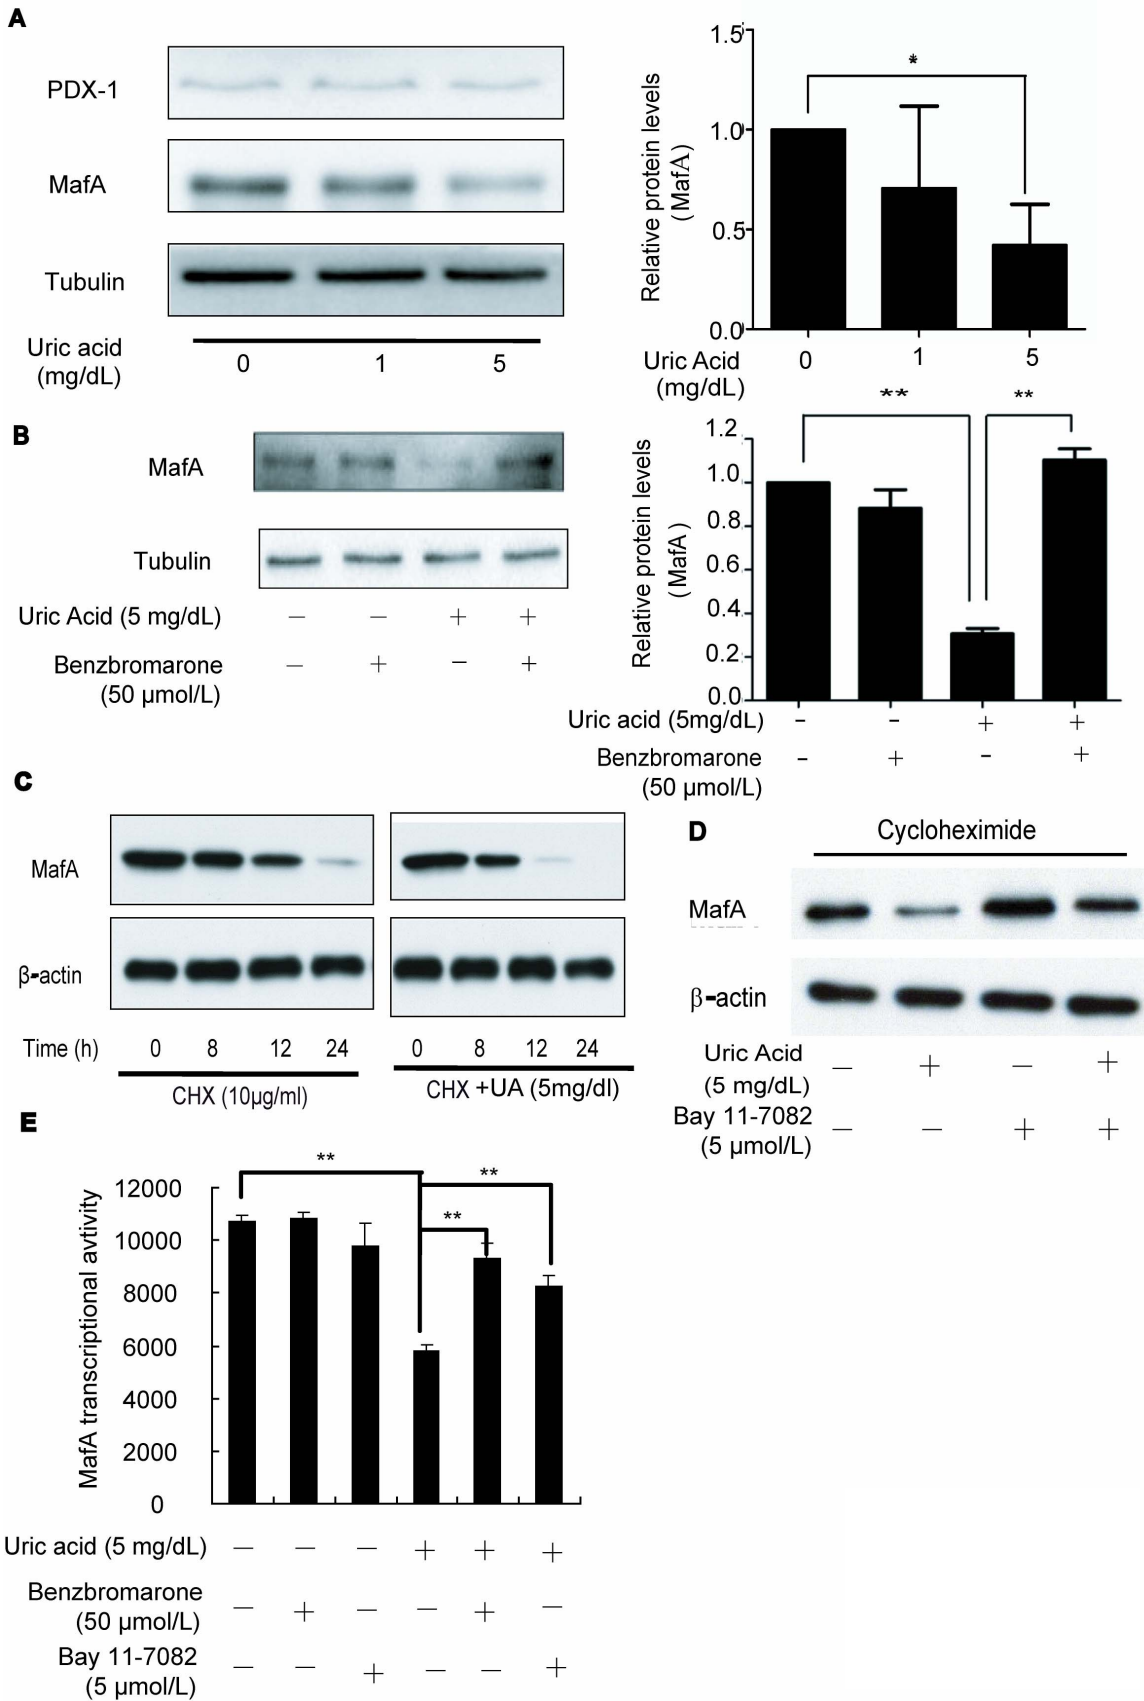 A
PDX-1
MafA
Tubulin
Uric acid
(mg/dL)
0 1 5
Relative protein levels
(MafA)
1.5
1.0
0.5
0.0
*
Uric Acid
(mg/dL)
0 1 5
B
MafA
Tubulin
Uric Acid (5 mg/dL) — — + +
Benzbromarone — + — +
(50 µmol/L)
Relative protein levels
(MafA )
1.2
1.0
0.8
0.6
0.4
0.2
0.0
** **
Uric acid (5mg/dL) - - + +
Benzbromarone - + - +
(50 µmol/L)
C
MafA
β-actin
Time (h) 0 8 12 24 0 8 12 24
CHX (10µg/ml) CHX +UA (5mg/dl)
D
Cycloheximide
MafA
β-actin
Uric Acid — + — +
(5 mg/dL)
Bay 11-7082 — — + +
(5 µmol/L)
E
MafA transcriptional avtivity
12000
10000
8000
6000
4000
2000
0
** ** **
Uric acid (5 mg/dL) — — — + + +
Benzbromarone — + — — + —
(50 µmol/L)
Bay 11-7082 — — + — — +
(5 µmol/L)